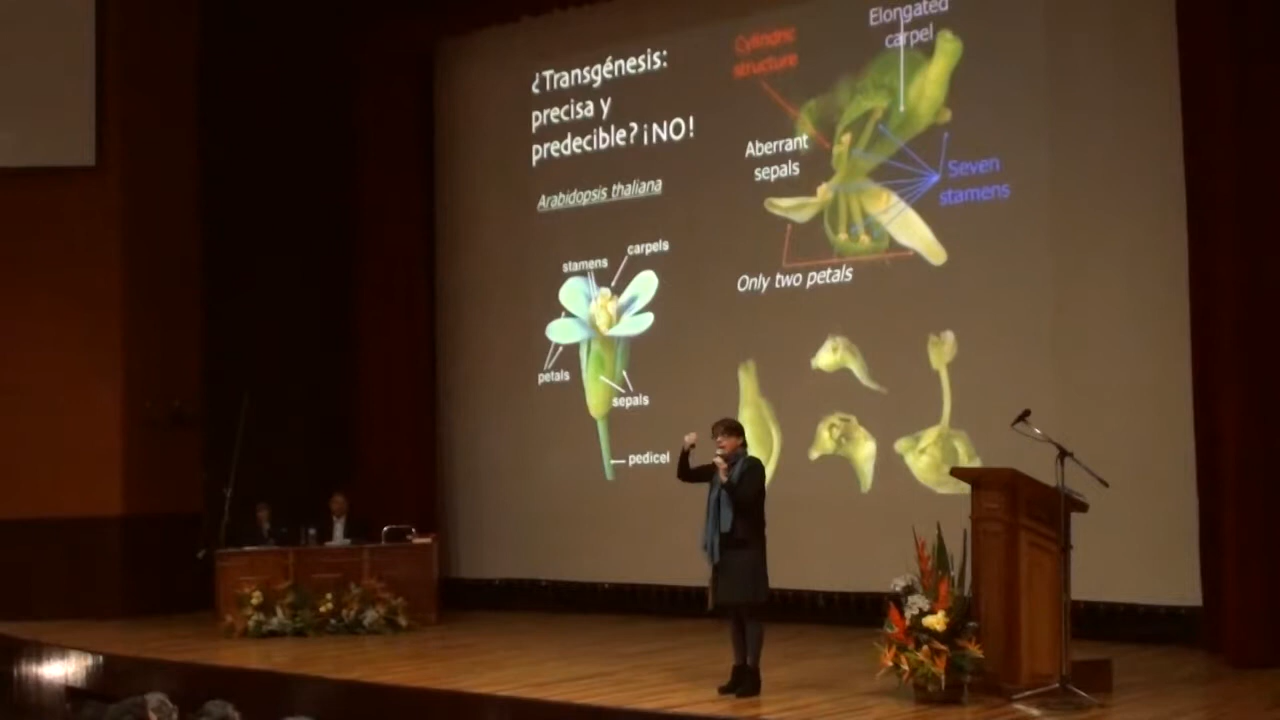 ¿Transgénesis:
precisa y
predecible? ¡NO!
Arabidopsis thaliana
stamens
carpels
petals
sepals
pedicel
Cylindric
structure
Elongated
carpel
Aberrant
sepals
Seven
stamens
Only two petals